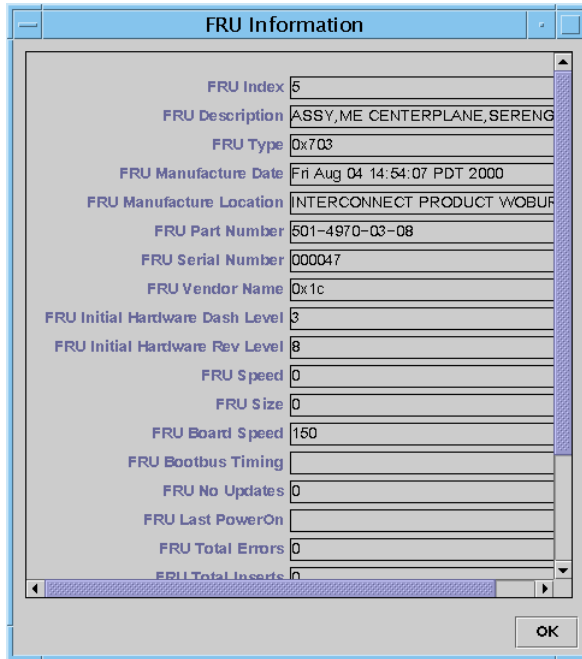 FRU Information
FRU Index 5
FRU Description ASSY,ME CENTERPLANE,SERENG
FRU Type 0x703
FRU Manufacture Date Fri Aug 04 14:54:07 PDT 2000
FRU Manufacture Location INTERCONNECT PRODUCT WOBUR
FRU Part Number 501-4970-03-08
FRU Serial Number 000047
FRU Vendor Name 0x1c
FRU Initial Hardware Dash Level 3
FRU Initial Hardware Rev Level 8
FRU Speed 0
FRU Size 0
FRU Board Speed 150
FRU Bootbus Timing
FRU No Updates 0
FRU Last PowerOn
FRU Total Errors 0
FRU Total Inserts 0
OK